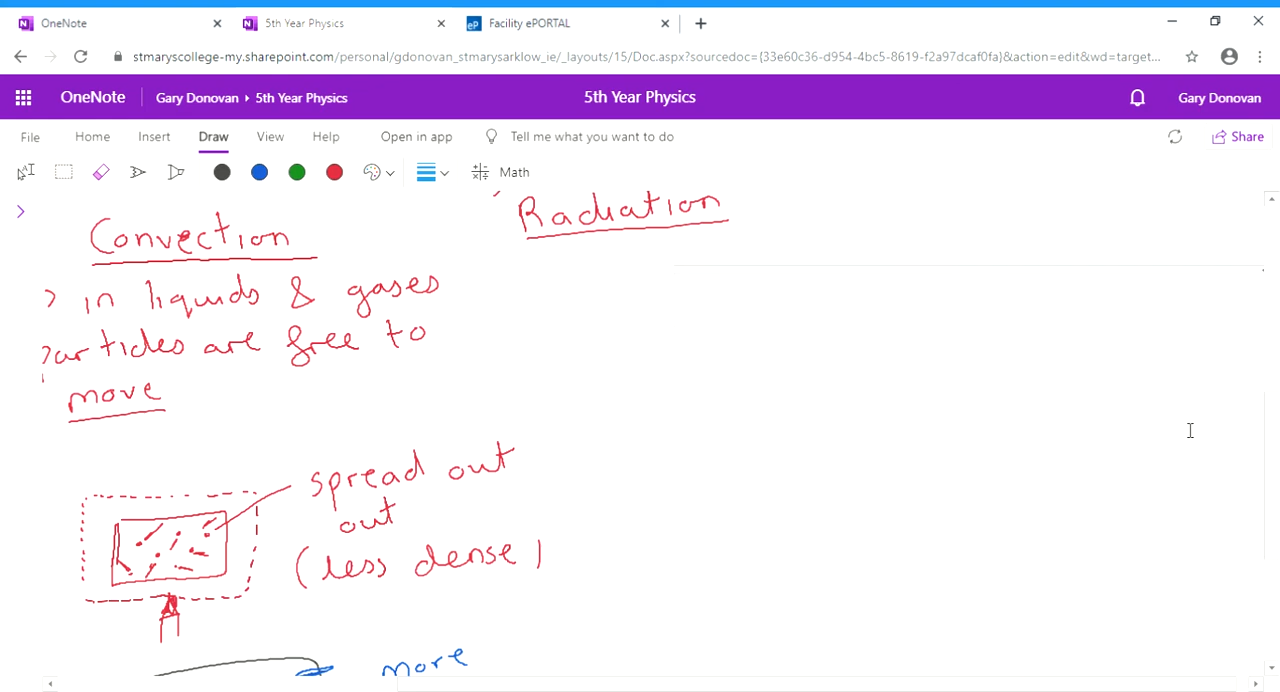 OneNote
5th Year Physics
Facility ePORTAL
stmaryscollege-my.sharepoint.com/personal/gdonovan_stmarysarklow_ie/_layouts/15/Doc.aspx?sourcedoc={33e60c36-d954-4bc5-8619-f2a97dcaf0fa}&action=edit&wd=target...
OneNote
Gary Donovan › 5th Year Physics
5th Year Physics
Gary Donovan
File Home Insert Draw View Help Open in app Tell me what you want to do Share
Math
Radiation
Convection
in liquids & gases
particles are free to
move
spread out
out
(less dense)
more